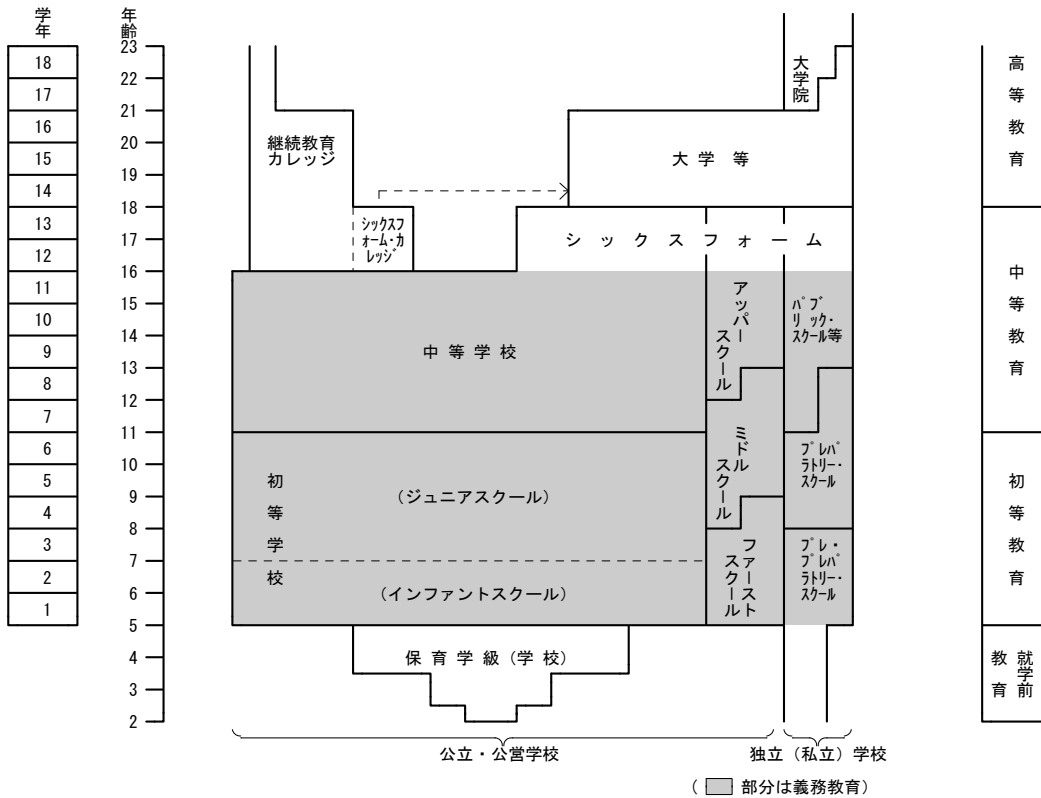 学年
年齢
18
17
16
15
14
13
12
11
10
9
8
7
6
5
4
3
2
1
23
22
21
20
19
18
17
16
15
14
13
12
11
10
9
8
7
6
5
4
3
2
継続教育
カレッジ
大学院
大学等
シックスフ
ォーム・カ
レッジ
シックスフォーム
中等学校
アッパー
スクール
パブ
リック・
スクール等
ミドル
スクール
プレパ
ラトリー・
スクール
初等学校
(ジュニアスクール)
(インファントスクール)
ファースト
スクール
プレ・
プレパ
ラトリー・
スクール
保育学級(学校)
高等教育
中等教育
初等教育
就学前
教育
公立・公営学校
独立(私立)学校
( 部分は義務教育)